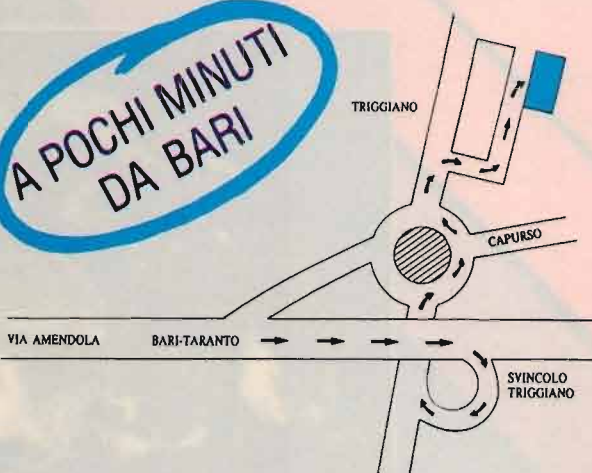 A POCHI MINUTI
DA BARI
TRIGGIANO
CAPURSO
VIA AMENDOLA
BARI-TARANTO
SVINCOLO
TRIGGIANO